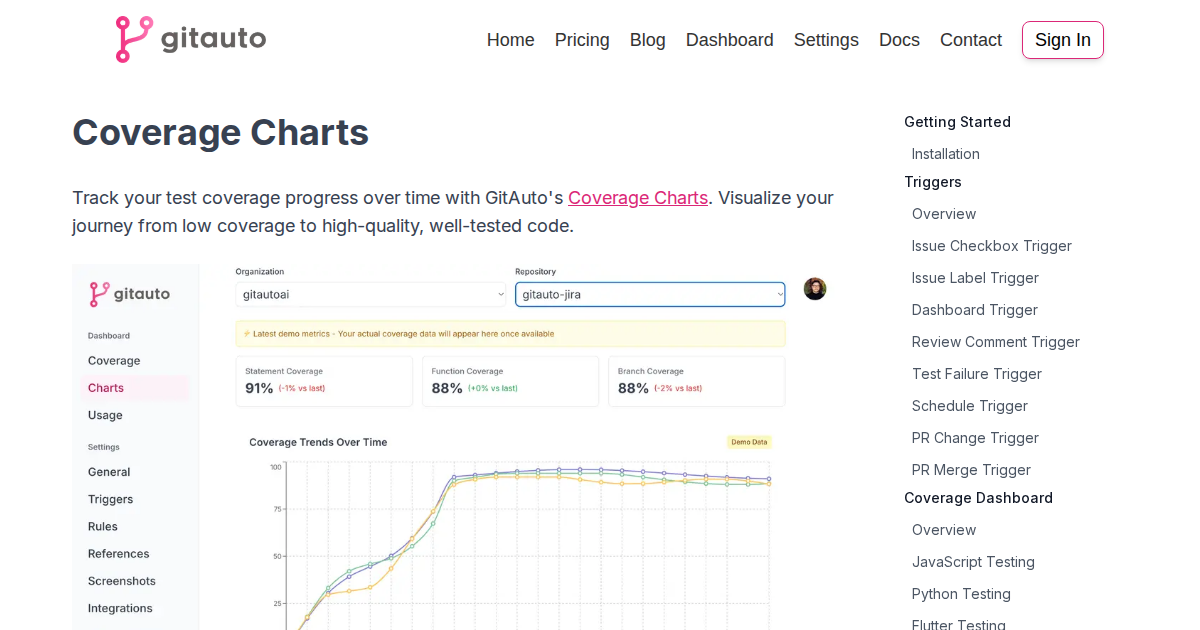 gitauto
Home Pricing Blog Dashboard Settings Docs Contact Sign In
Coverage Charts
Track your test coverage progress over time with GitAuto's Coverage Charts. Visualize your
journey from low coverage to high-quality, well-tested code.
gitauto
Dashboard
Coverage
Charts
Usage
Settings
General
Triggers
Rules
References
Screenshots
Integrations
Organization
gitautoai
Repository
gitauto-jira
⚡ Latest demo metrics - Your actual coverage data will appear here once available
Statement Coverage
91% (-1% vs last)
Function Coverage
88% (+0% vs last)
Branch Coverage
88% (-2% vs last)
Coverage Trends Over Time
Demo Data
100
75
50
25
Getting Started
Installation
Triggers
Overview
Issue Checkbox Trigger
Issue Label Trigger
Dashboard Trigger
Review Comment Trigger
Test Failure Trigger
Schedule Trigger
PR Change Trigger
PR Merge Trigger
Coverage Dashboard
Overview
JavaScript Testing
Python Testing
Flutter Testing